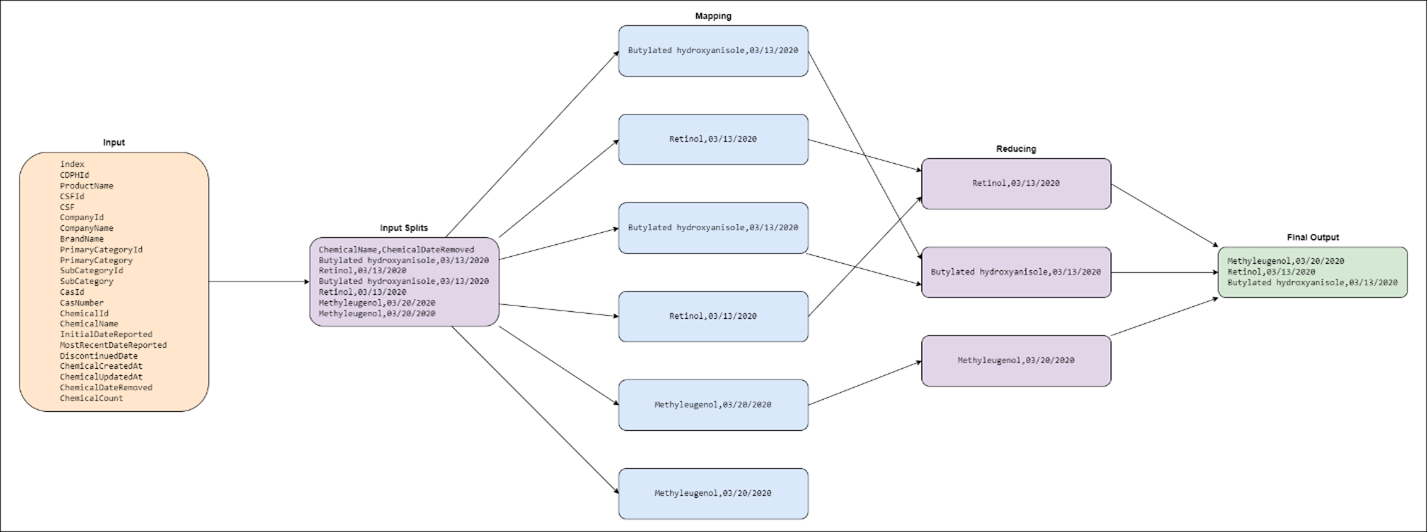 Input
index
CDPHId
ProductName
CSFId
CSF
CompanyId
CompanyName
BrandName
PrimaryCategoryId
PrimaryCategory
SubCategoryId
SubCategory
CasId
CasNumber
ChemicalId
ChemicalName
InitialDateReported
MostRecentDateReported
DiscontinuedDate
ChemicalCreatedAt
ChemicalUpdatedAt
ChemicalDateRemoved
ChemicalCount
Input Splits
ChemicalName,ChemicalDateRemoved
Butylated hydroxyanisole,03/13/2020
Retinol,03/13/2020
Butylated hydroxyanisole,03/13/2020
Retinol,03/13/2020
Methyleugenol,03/20/2020
Methyleugenol,03/20/2020
Mapping
Butylated hydroxyanisole,03/13/2020
Retinol,03/13/2020
Butylated hydroxyanisole,03/13/2020
Retinol,03/13/2020
Methyleugenol,03/20/2020
Methyleugenol,03/20/2020
Reducing
Retinol,03/13/2020
Butylated hydroxyanisole,03/13/2020
Methyleugenol,03/20/2020
Final Output
Methyleugenol,03/20/2020
Retinol,03/13/2020
Butylated hydroxyanisole,03/13/2020